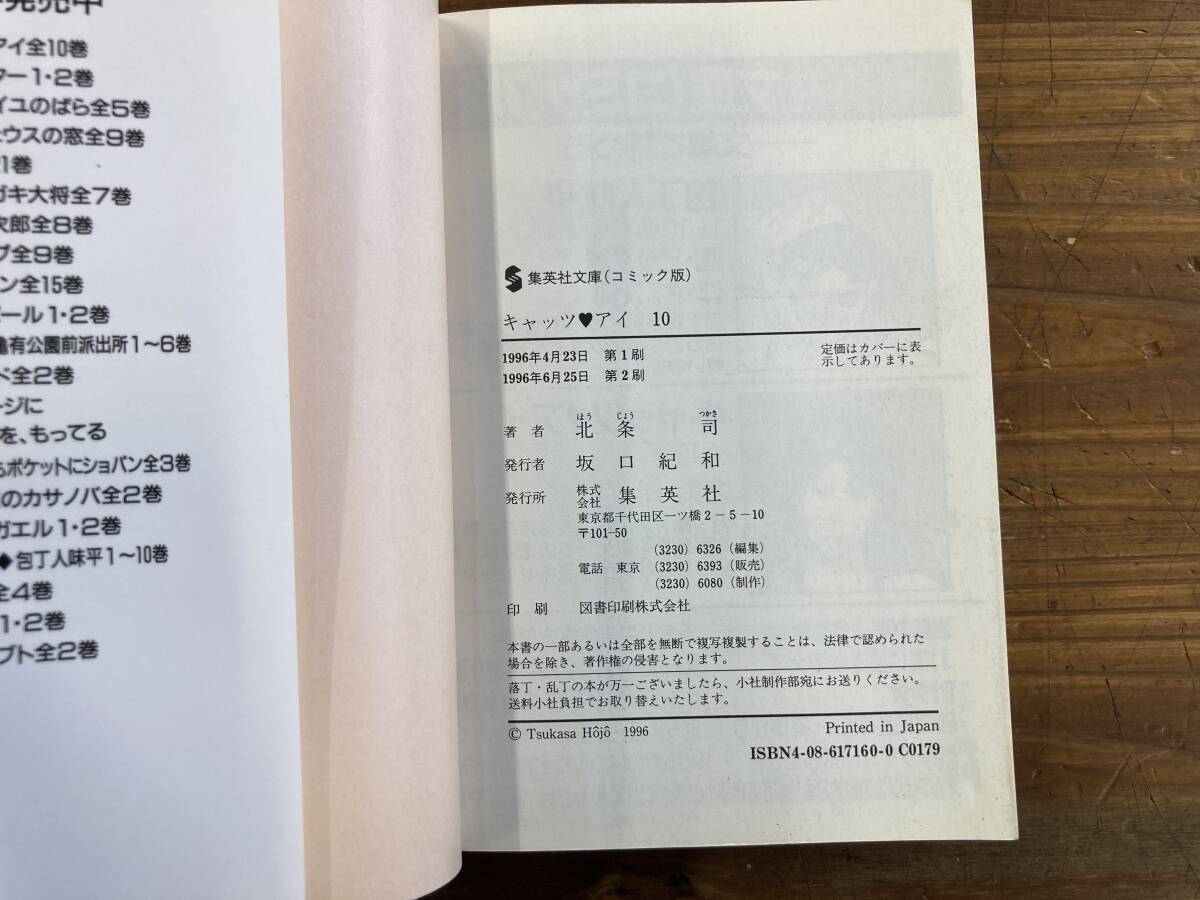 発売中
アイ全10巻
ター1・2巻
イユのばら全5巻
ェウスの窓全9巻
1巻
ガキ大将全7巻
次郎全8巻
プ全9巻
ン全15巻
ボール1・2巻
亀有公園前派出所1〜6巻
ド全2巻
ージに
を、もってる
もポケットにショパン全3巻
のカサノバ全2巻
ガエル1・2巻
◆包丁人味平1〜10巻
全4巻
1・2巻
プト全2巻
集英社文庫(コミック版)
キャッツ♥アイ 10
1996年4月23日 第1刷
1996年6月25日 第2刷
定価はカバーに表
示してあります。
ほう じょう つかさ
著者 北条 司
発行者 坂口紀和
発行所 株式会社 集英社
東京都千代田区一ツ橋2-5-10
〒101-50
(3230) 6326 (編集)
電話 東京 (3230) 6393 (販売)
(3230) 6080 (制作)
印刷 図書印刷株式会社
本書の一部あるいは全部を無断で複写複製することは、法律で認められた
場合を除き、著作権の侵害となります。
落丁・乱丁の本が万一ございましたら、小社制作部宛にお送りください。
送料小社負担でお取り替えいたします。
© Tsukasa Hôjô 1996
Printed in Japan
ISBN4-08-617160-0 C0179